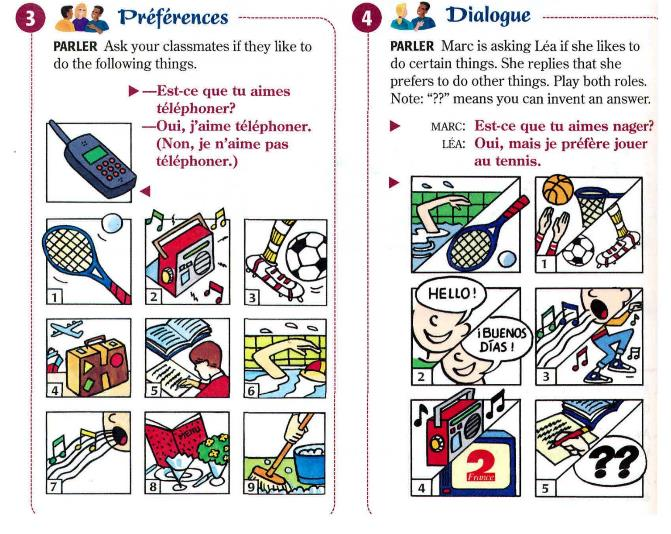 3 Préférences
PARLER Ask your classmates if they like to
do the following things.
—Est-ce que tu aimes
téléphoner?
—Oui, j'aime téléphoner.
(Non, je n'aime pas
téléphoner.)
1
2
3
4
5
6
7
MENU
8
9
4 Dialogue
PARLER Marc is asking Léa if she likes to
do certain things. She replies that she
prefers to do other things. Play both roles.
Note: "??" means you can invent an answer.
MARC: Est-ce que tu aimes nager?
LÉA: Oui, mais je préfère jouer
au tennis.
1
HELLO!
¡BUENOS
DÍAS!
2
3
2
France
4
??
5